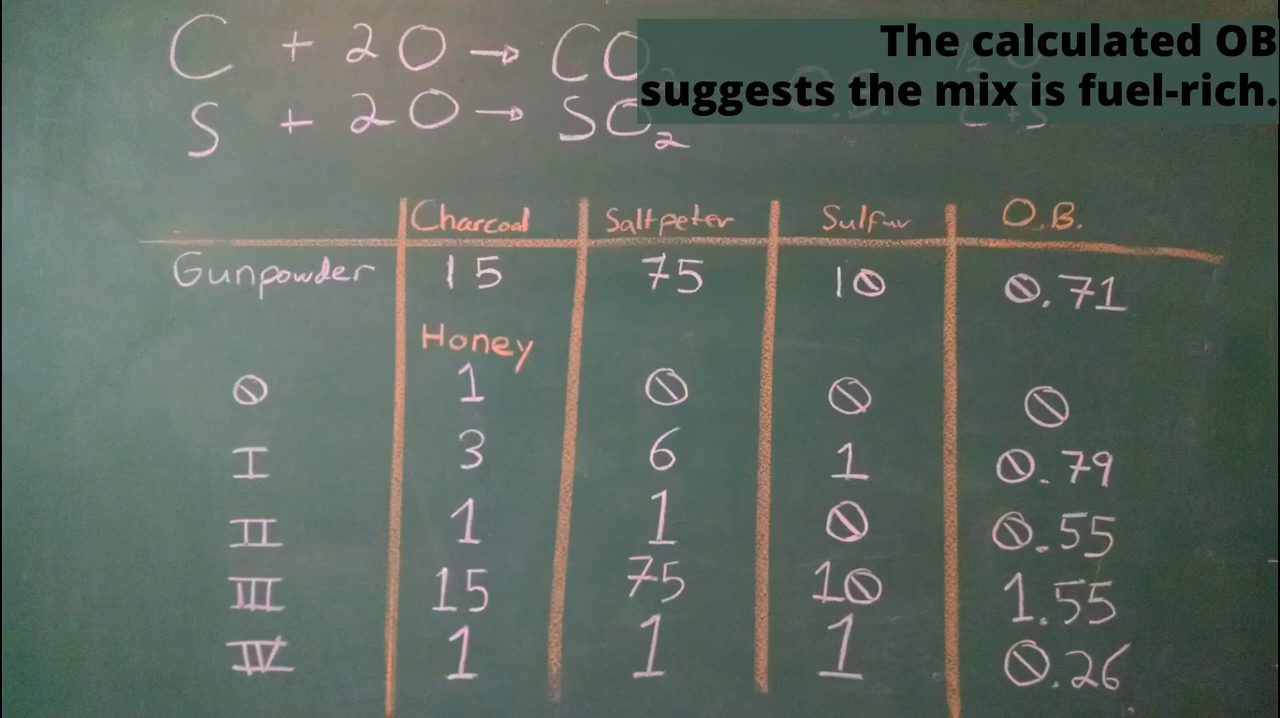 The calculated OB
suggests the mix is fuel-rich.
C + 2O → CO₂
S + 2O → SO₂
Charcoal Saltpeter Sulfur O.B.
Gunpowder 15 75 10 0.71
Honey
0 1 0 0 0
I 3 6 1 0.79
II 1 1 0 0.55
III 15 75 10 1.55
IV 1 1 1 0.26